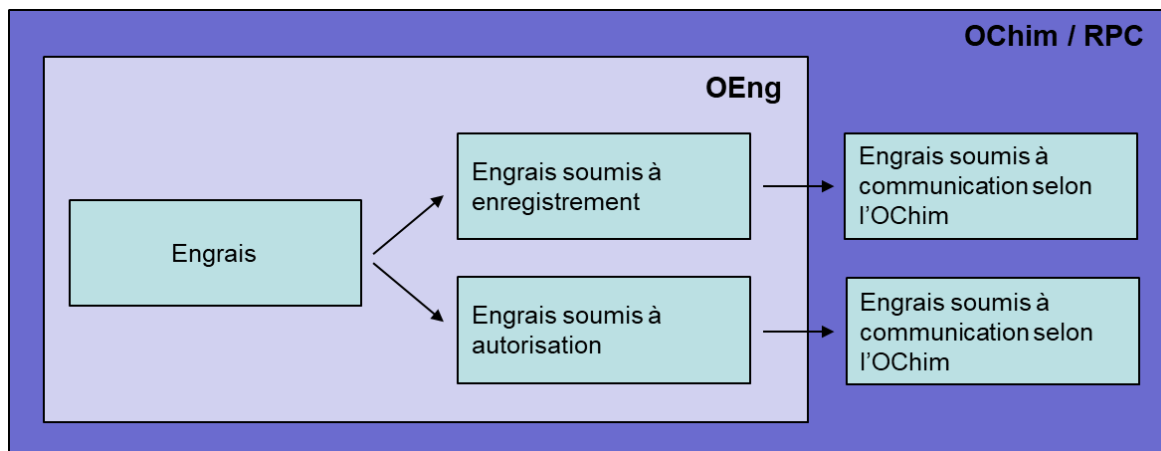 OChim / RPC
OEng
Engrais
Engrais soumis à
enregistrement
Engrais soumis à
autorisation
Engrais soumis à
communication selon
l'OChim
Engrais soumis à
communication selon
l'OChim